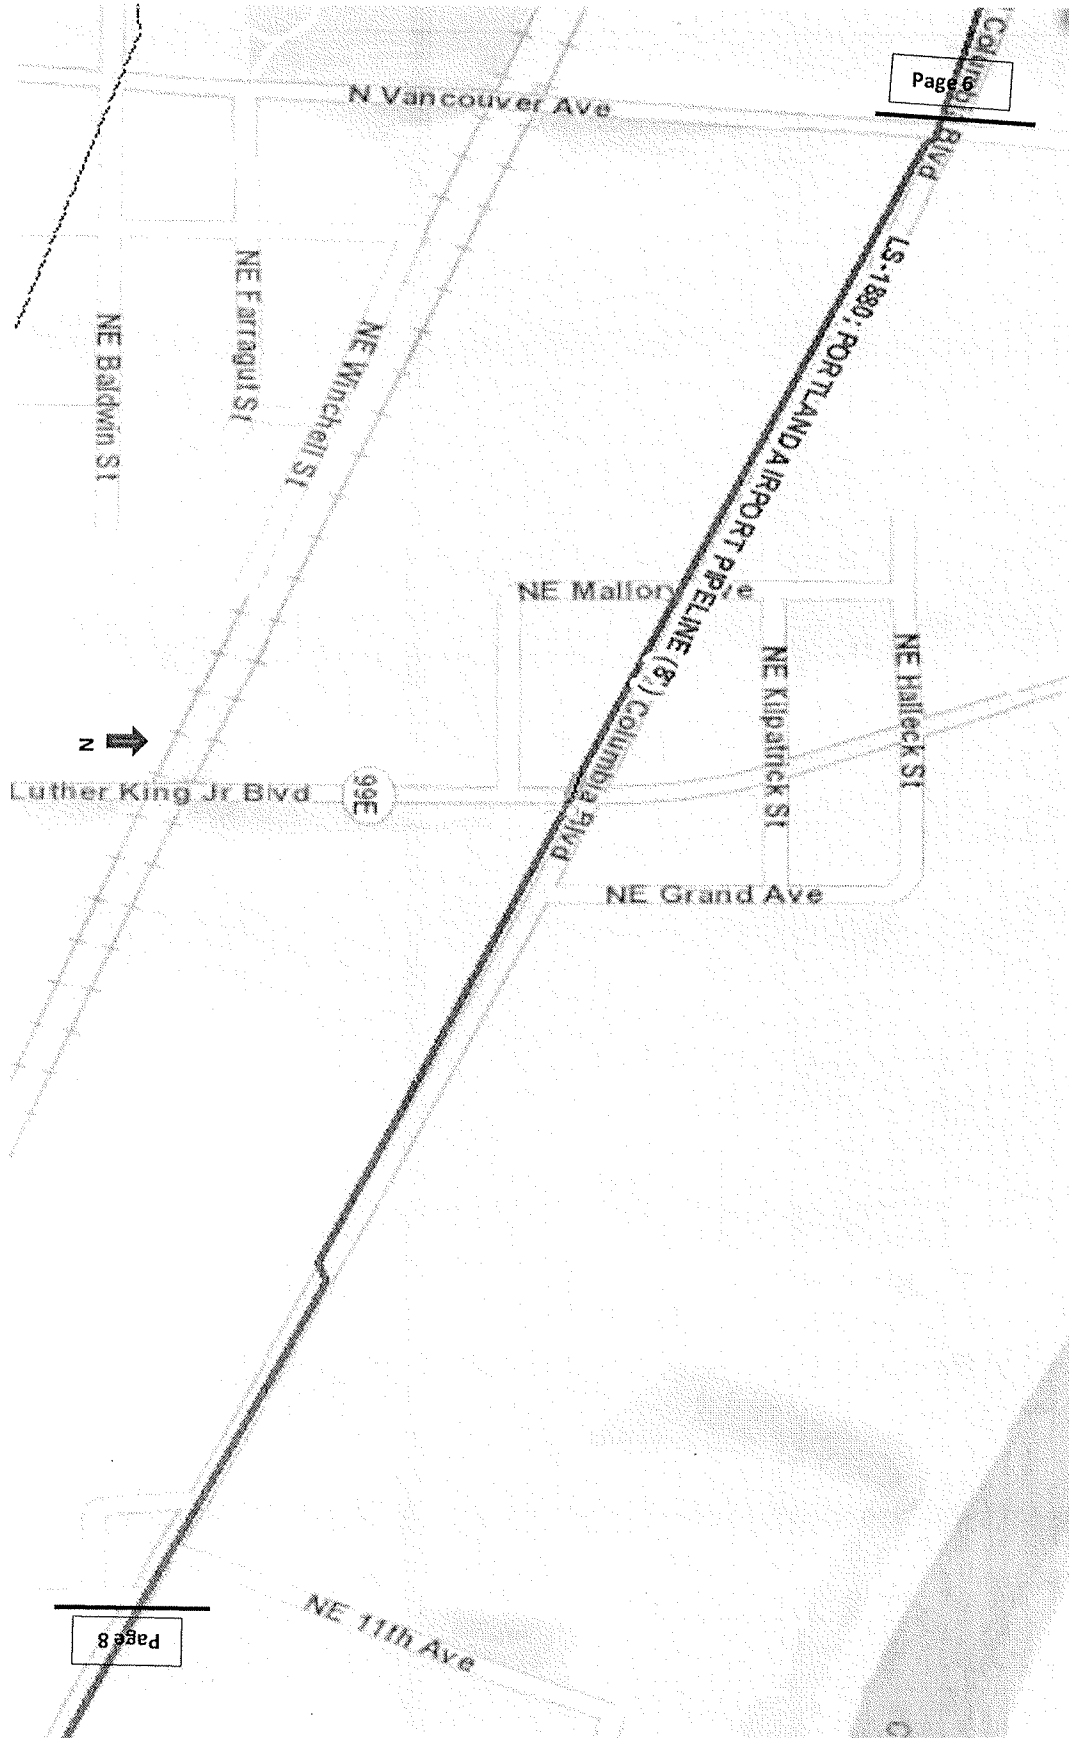 Columbia Blvd
Page 6
N Vancouver Ave
LS-1880; PORTLAND AIRPORT PIPELINE (8";)
NE Farragut St
NE Baldwin St
NE Winchell St
NE Mallory Ave
NE Kilpatrick St
NE Halleck St
Columbia Blvd
N
Luther King Jr Blvd
99E
NE Grand Ave
NE 11th Ave
Page 8
C